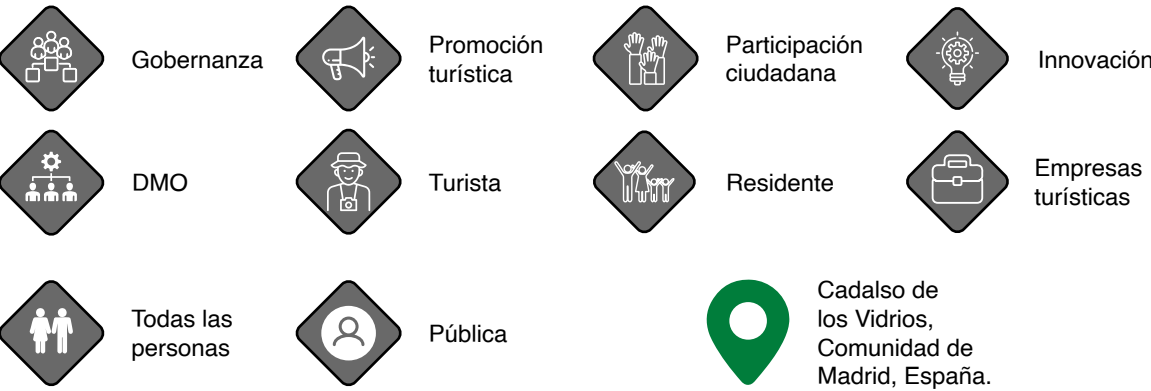 Gobernanza
Promoción
turística
Participación
ciudadana
Innovación
DMO
Turista
Residente
Empresas
turísticas
Todas las
personas
Pública
Cadalso de
los Vidrios,
Comunidad de
Madrid, España.